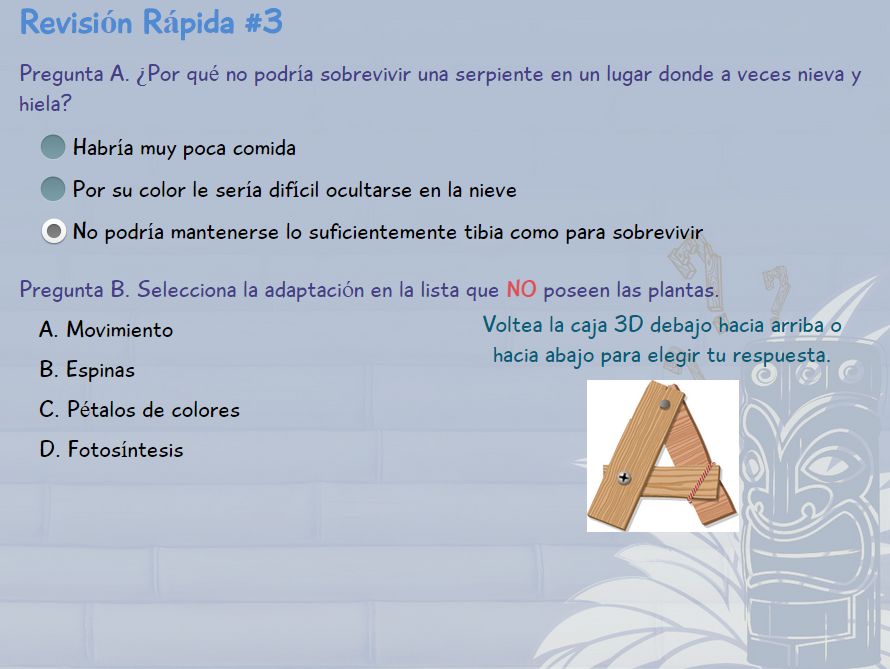 Revisión Rápida #3
Pregunta A. ¿Por qué no podría sobrevivir una serpiente en un lugar donde a veces nieva y
hiela?
Habría muy poca comida
Por su color le sería difícil ocultarse en la nieve
No podría mantenerse lo suficientemente tibia como para sobrevivir
Pregunta B. Selecciona la adaptación en la lista que NO poseen las plantas.
A. Movimiento
B. Espinas
C. Pétalos de colores
D. Fotosíntesis
Voltea la caja 3D debajo hacia arriba o
hacia abajo para elegir tu respuesta.
A